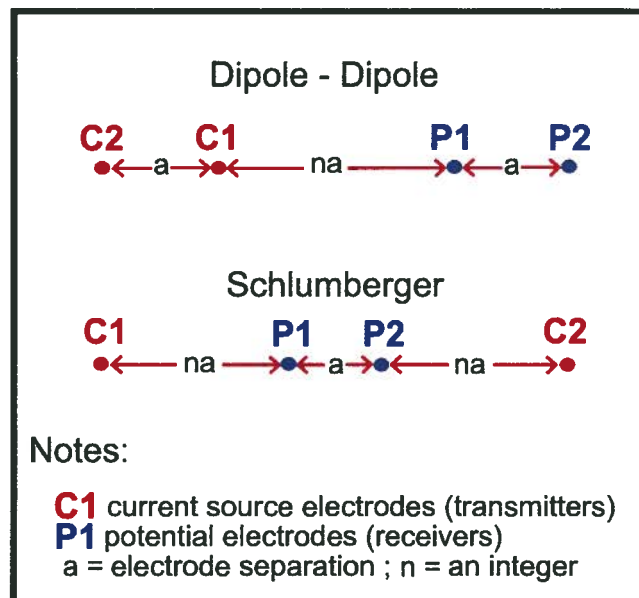 Dipole - Dipole
C2 C1 P1 P2
a na a
Schlumberger
C1 P1 P2 C2
na a na
Notes:
C1 current source electrodes (transmitters)
P1 potential electrodes (receivers)
a = electrode separation ; n = an integer